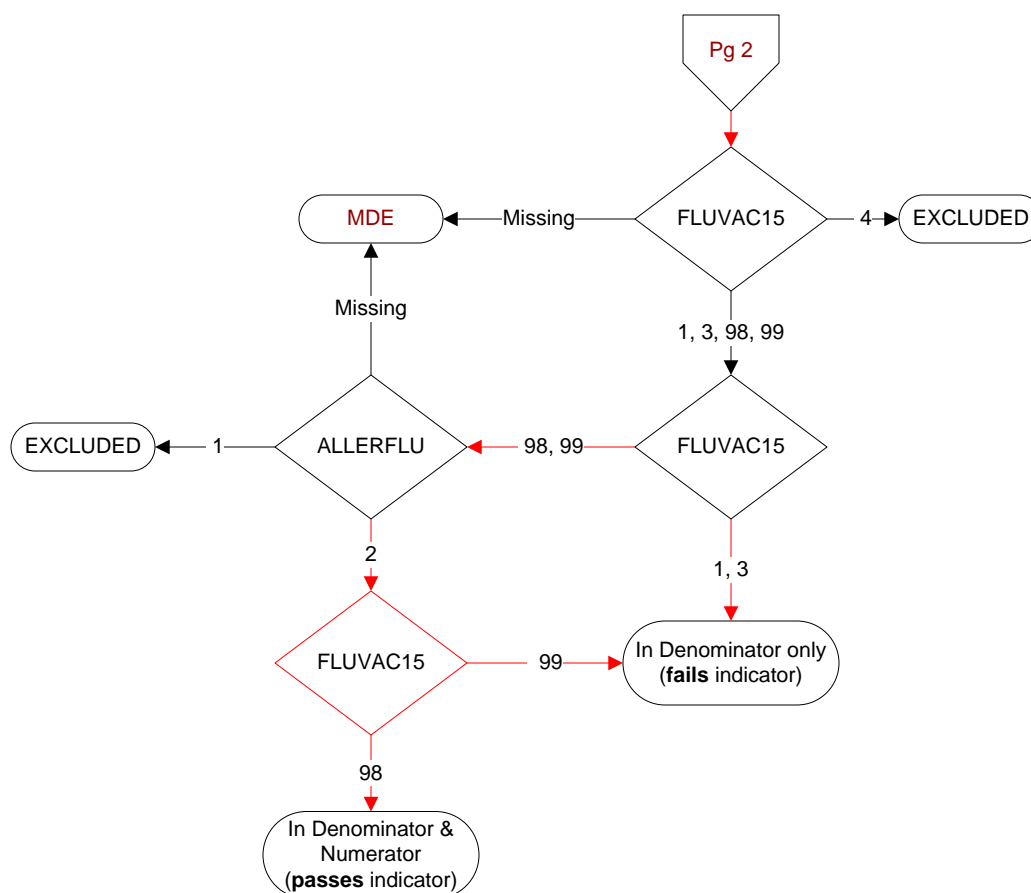 Pg 2
MDE
Missing
FLUVAC15
4
EXCLUDED
Missing
1, 3, 98, 99
EXCLUDED
1
ALLERFLU
98, 99
FLUVAC15
2
1, 3
FLUVAC15
99
In Denominator only
(fails indicator)
98
In Denominator &
Numerator
(passes indicator)